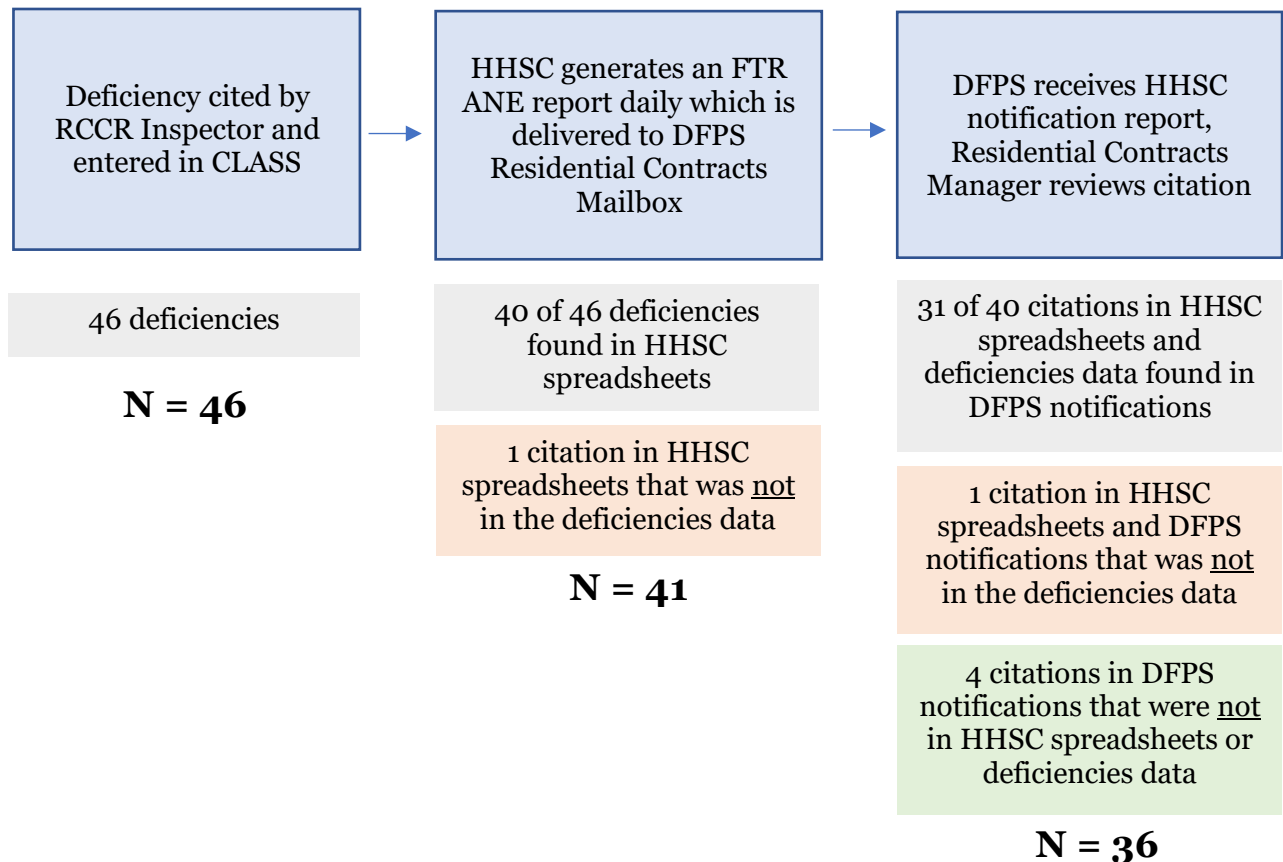 Deficiency cited by
RCCR Inspector and
entered in CLASS
HHSC generates an FTR
ANE report daily which is
delivered to DFPS
Residential Contracts
Mailbox
DFPS receives HHSC
notification report,
Residential Contracts
Manager reviews citation
46 deficiencies
N = 46
40 of 46 deficiencies
found in HHSC
spreadsheets
1 citation in HHSC
spreadsheets that was not
in the deficiencies data
N = 41
31 of 40 citations in HHSC
spreadsheets and
deficiencies data found in
DFPS notifications
1 citation in HHSC
spreadsheets and DFPS
notifications that was not
in the deficiencies data
4 citations in DFPS
notifications that were not
in HHSC spreadsheets or
deficiencies data
N = 36